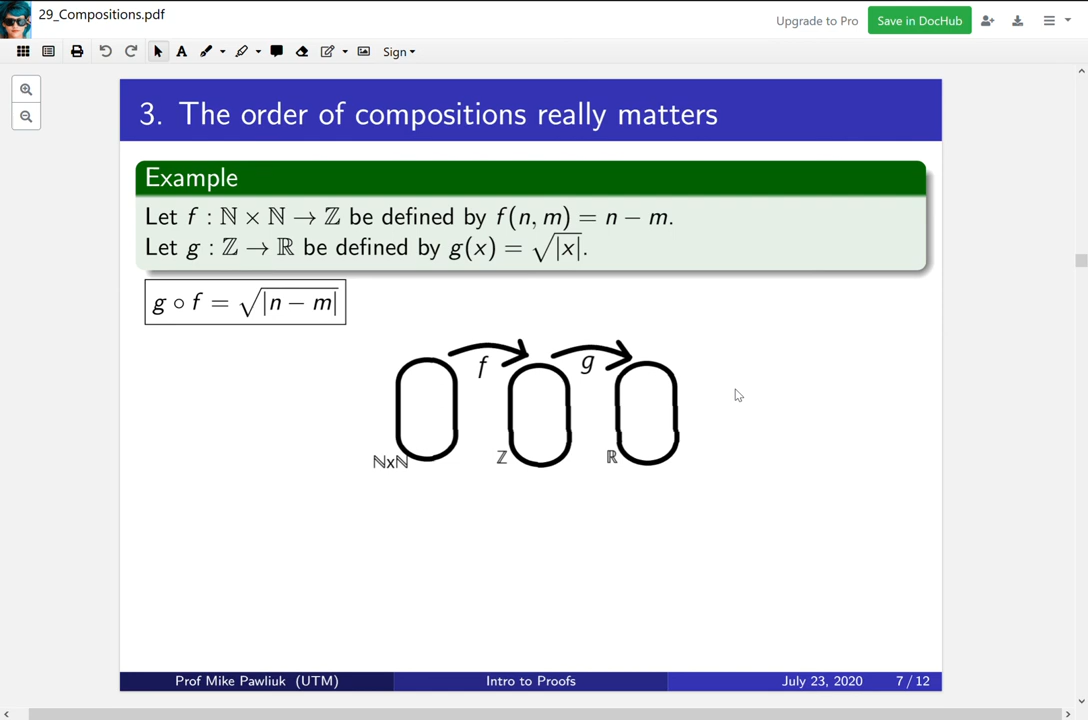 29_Compositions.pdf
Upgrade to Pro
Save in DocHub
A
Sign
3. The order of compositions really matters
Example
Let f : ℕ × ℕ → ℤ be defined by f(n, m) = n − m.
Let g : ℤ → ℝ be defined by g(x) = √|x|.
g ∘ f = √|n − m|
f
g
ℕxℕ
ℤ
ℝ
Prof Mike Pawliuk (UTM)
Intro to Proofs
July 23, 2020
7 / 12